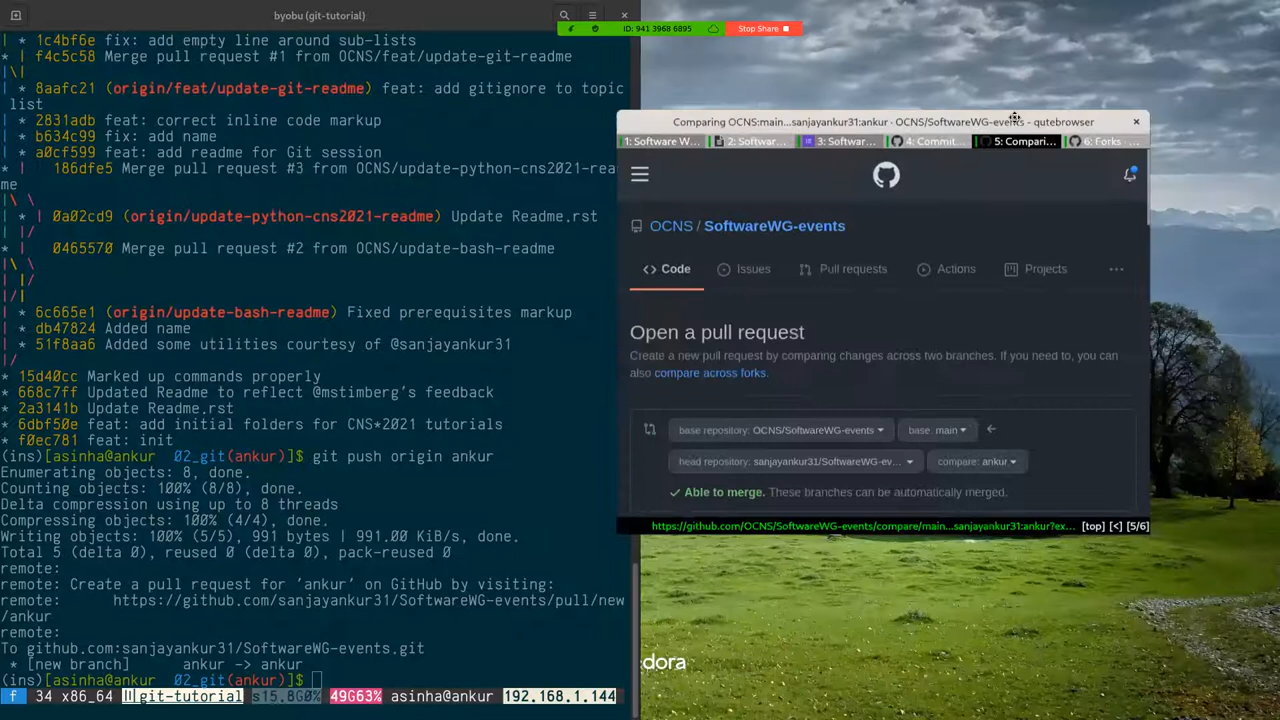 byobu (git-tutorial)
ID: 941 3968 6895 Stop Share
| * 1c4bf6e fix: add empty line around sub-lists
* | f4c5c58 Merge pull request #1 from OCNS/feat/update-git-readme
|\|
| * 8aafc21 (origin/feat/update-git-readme) feat: add gitignore to topic
 list
| * 2831adb feat: correct inline code markup
| * b634c99 fix: add name
| * a0cf599 feat: add readme for Git session
* |   186dfe5 Merge pull request #3 from OCNS/update-python-cns2021-rea
me
|\ \
| * | 0a02cd9 (origin/update-python-cns2021-readme) Update Readme.rst
| |/
* |   0465570 Merge pull request #2 from OCNS/update-bash-readme
|\ \
| |/
|/|
| * 6c665e1 (origin/update-bash-readme) Fixed prerequisites markup
| * db47824 Added name
| * 51f8aa6 Added some utilities courtesy of @sanjayankur31
|/
* 15d40cc Marked up commands properly
* 668c7ff Updated Readme to reflect @mstimberg's feedback
* 2a3141b Update Readme.rst
* 6dbf50e feat: add initial folders for CNS*2021 tutorials
* f0ec781 feat: init
(ins)[asinha@ankur  02_git(ankur)]$ git push origin ankur
Enumerating objects: 8, done.
Counting objects: 100% (8/8), done.
Delta compression using up to 8 threads
Compressing objects: 100% (4/4), done.
Writing objects: 100% (5/5), 991 bytes | 991.00 KiB/s, done.
Total 5 (delta 0), reused 0 (delta 0), pack-reused 0
remote:
remote: Create a pull request for 'ankur' on GitHub by visiting:
remote:      https://github.com/sanjayankur31/SoftwareWG-events/pull/new
/ankur
remote:
To github.com:sanjayankur31/SoftwareWG-events.git
 * [new branch]      ankur -> ankur
(ins)[asinha@ankur  02_git(ankur)]$
f 34 x86_64 git-tutorial s15.8G0% 49G63% asinha@ankur 192.168.1.144
Comparing OCNS:main...sanjayankur31:ankur · OCNS/SoftwareWG-events - qutebrowser
1: Software W... 2: Softwar... 3: Softwar... 4: Commit... 5: Compari... 6: Forks
OCNS / SoftwareWG-events
<> Code Issues Pull requests Actions Projects ...
Open a pull request
Create a new pull request by comparing changes across two branches. If you need to, you can
also compare across forks.
base repository: OCNS/SoftwareWG-events base: main
head repository: sanjayankur31/SoftwareWG-ev... compare: ankur
Able to merge. These branches can be automatically merged.
https://github.com/OCNS/SoftwareWG-events/compare/main...sanjayankur31:ankur?ex... [top] [<] [5/6]
dora